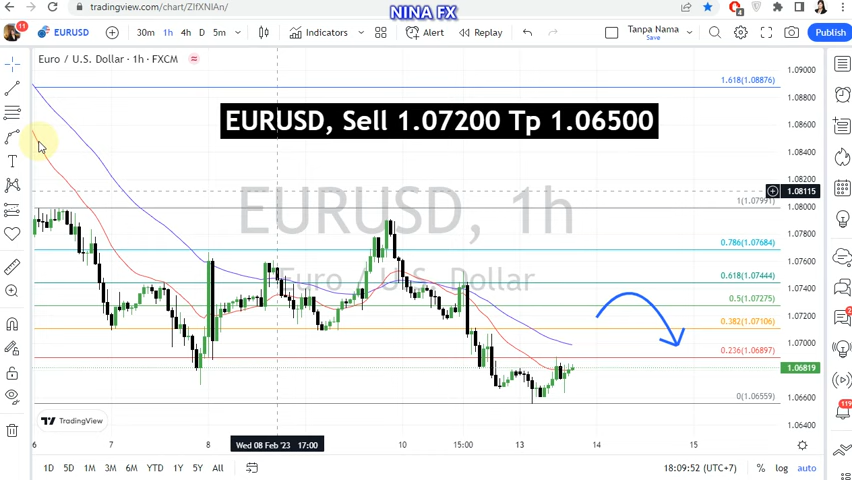 NINA FX
tradingview.com/chart/ZIfXNIAn/
11
EURUSD
30m 1h 4h D 5m
Indicators
Alert
Replay
Tanpa Nama
Save
Publish
Euro / U.S. Dollar · 1h · FXCM
EURUSD, Sell 1.07200 Tp 1.06500
EURUSD, 1h
Euro / U.S. Dollar
1.618(1.08876)
1(1.07991)
0.786(1.07684)
0.618(1.07444)
0.5(1.07275)
0.382(1.07106)
0.236(1.06897)
0(1.06559)
1.09000
1.08800
1.08600
1.08400
1.08115
1.08000
1.07800
1.07600
1.07400
1.07200
1.07000
1.06819
1.06600
1.06400
TradingView
6 7 8 Wed 08 Feb '23 17:00 10 15:00 13 14 15
1D 5D 1M 3M 6M YTD 1Y 5Y All
18:09:52 (UTC+7)
% log auto
119